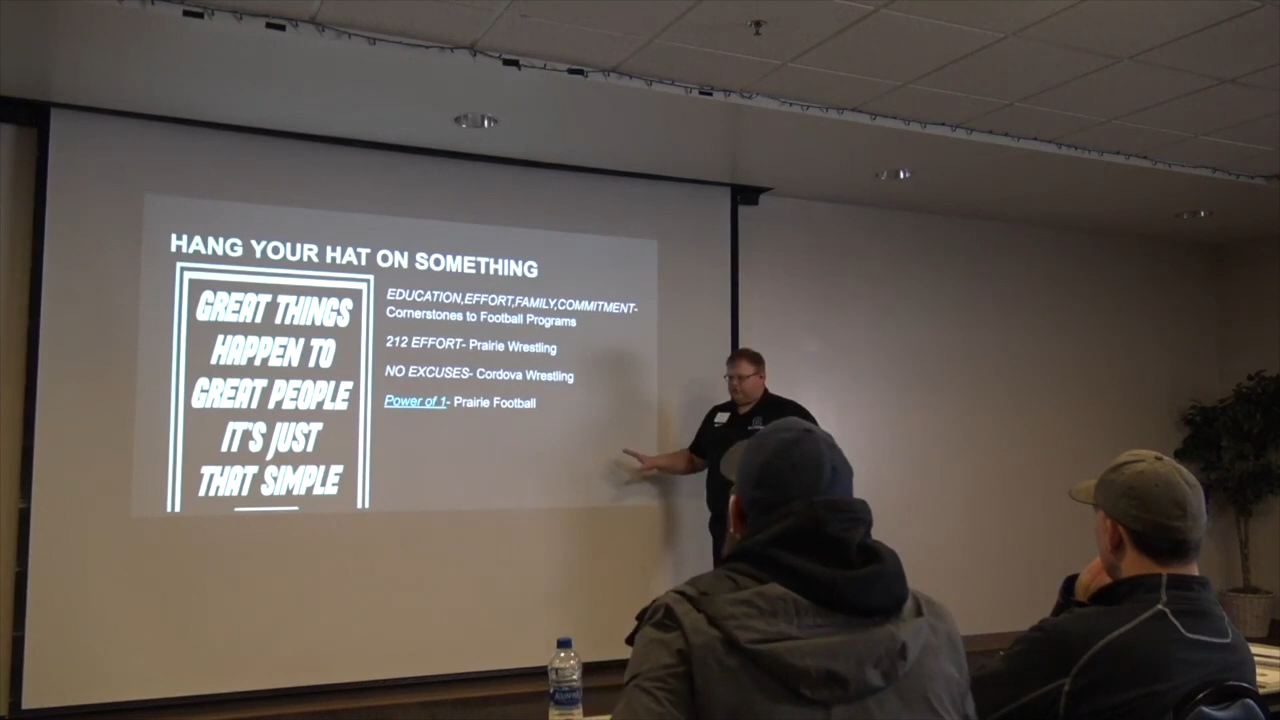 HANG YOUR HAT ON SOMETHING
GREAT THINGS
HAPPEN TO
GREAT PEOPLE
IT'S JUST
THAT SIMPLE
EDUCATION,EFFORT,FAMILY,COMMITMENT-
Cornerstones to Football Programs
212 EFFORT- Prairie Wrestling
NO EXCUSES- Cordova Wrestling
Power of 1- Prairie Football